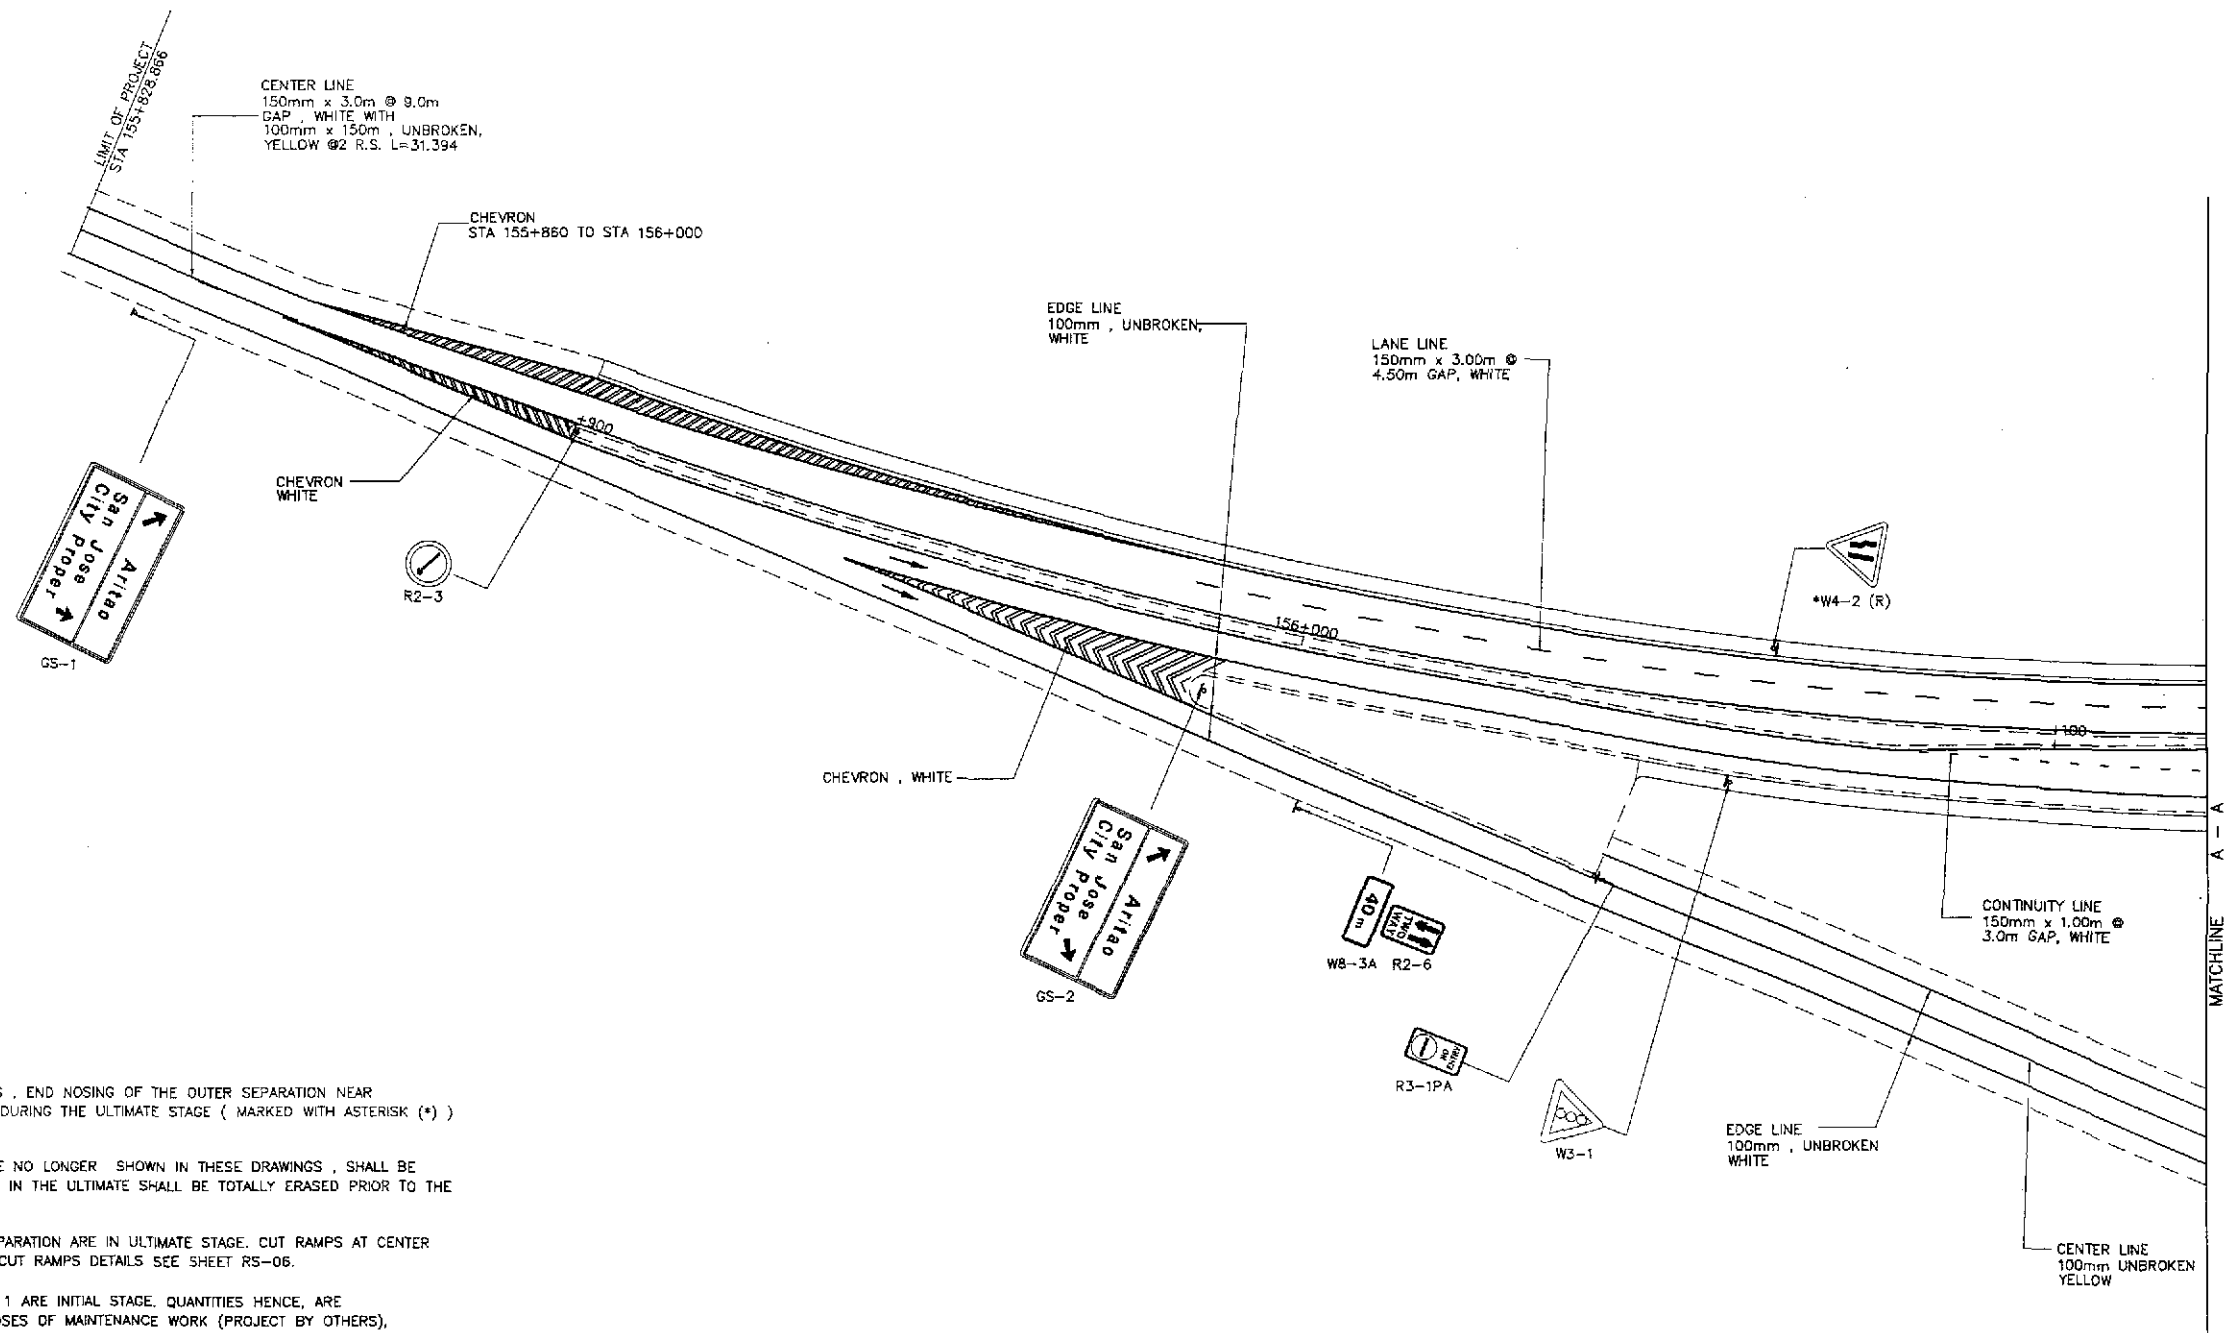 LIMIT OF PROJECT
STA 155+828.866
CENTER LINE
150mm x 3.0m @ 9.0m
GAP , WHITE WITH
100mm x 150m , UNBROKEN,
YELLOW @2 R.S. L=31.394
CHEVRON
STA 155+860 TO STA 156+000
EDGE LINE
100mm , UNBROKEN,
WHITE
LANE LINE
150mm x 3.00m @
4.50m GAP, WHITE
+900
CHEVRON
WHITE
R2-3
Aritao
San Jose
City Proper
GS-1
*W4-2 (R)
156+000
+100
CHEVRON , WHITE
Aritao
San Jose
City Proper
GS-2
40 m
TWO
WAY
W8-3A R2-6
R3-1PA
W3-1
CONTINUITY LINE
150mm x 1.00m @
3.0m GAP, WHITE
MATCHLINE A - A
EDGE LINE
100mm , UNBROKEN
WHITE
CENTER LINE
100mm UNBROKEN
YELLOW
, END NOSING OF THE OUTER SEPARATION NEAR
DURING THE ULTIMATE STAGE ( MARKED WITH ASTERISK (*) )
NO LONGER SHOWN IN THESE DRAWINGS , SHALL BE
IN THE ULTIMATE SHALL BE TOTALLY ERASED PRIOR TO THE
PARATION ARE IN ULTIMATE STAGE. CUT RAMPS AT CENTER
CUT RAMPS DETAILS SEE SHEET RS-06.
1 ARE INITIAL STAGE. QUANTITIES HENCE, ARE
SES OF MAINTENANCE WORK (PROJECT BY OTHERS),